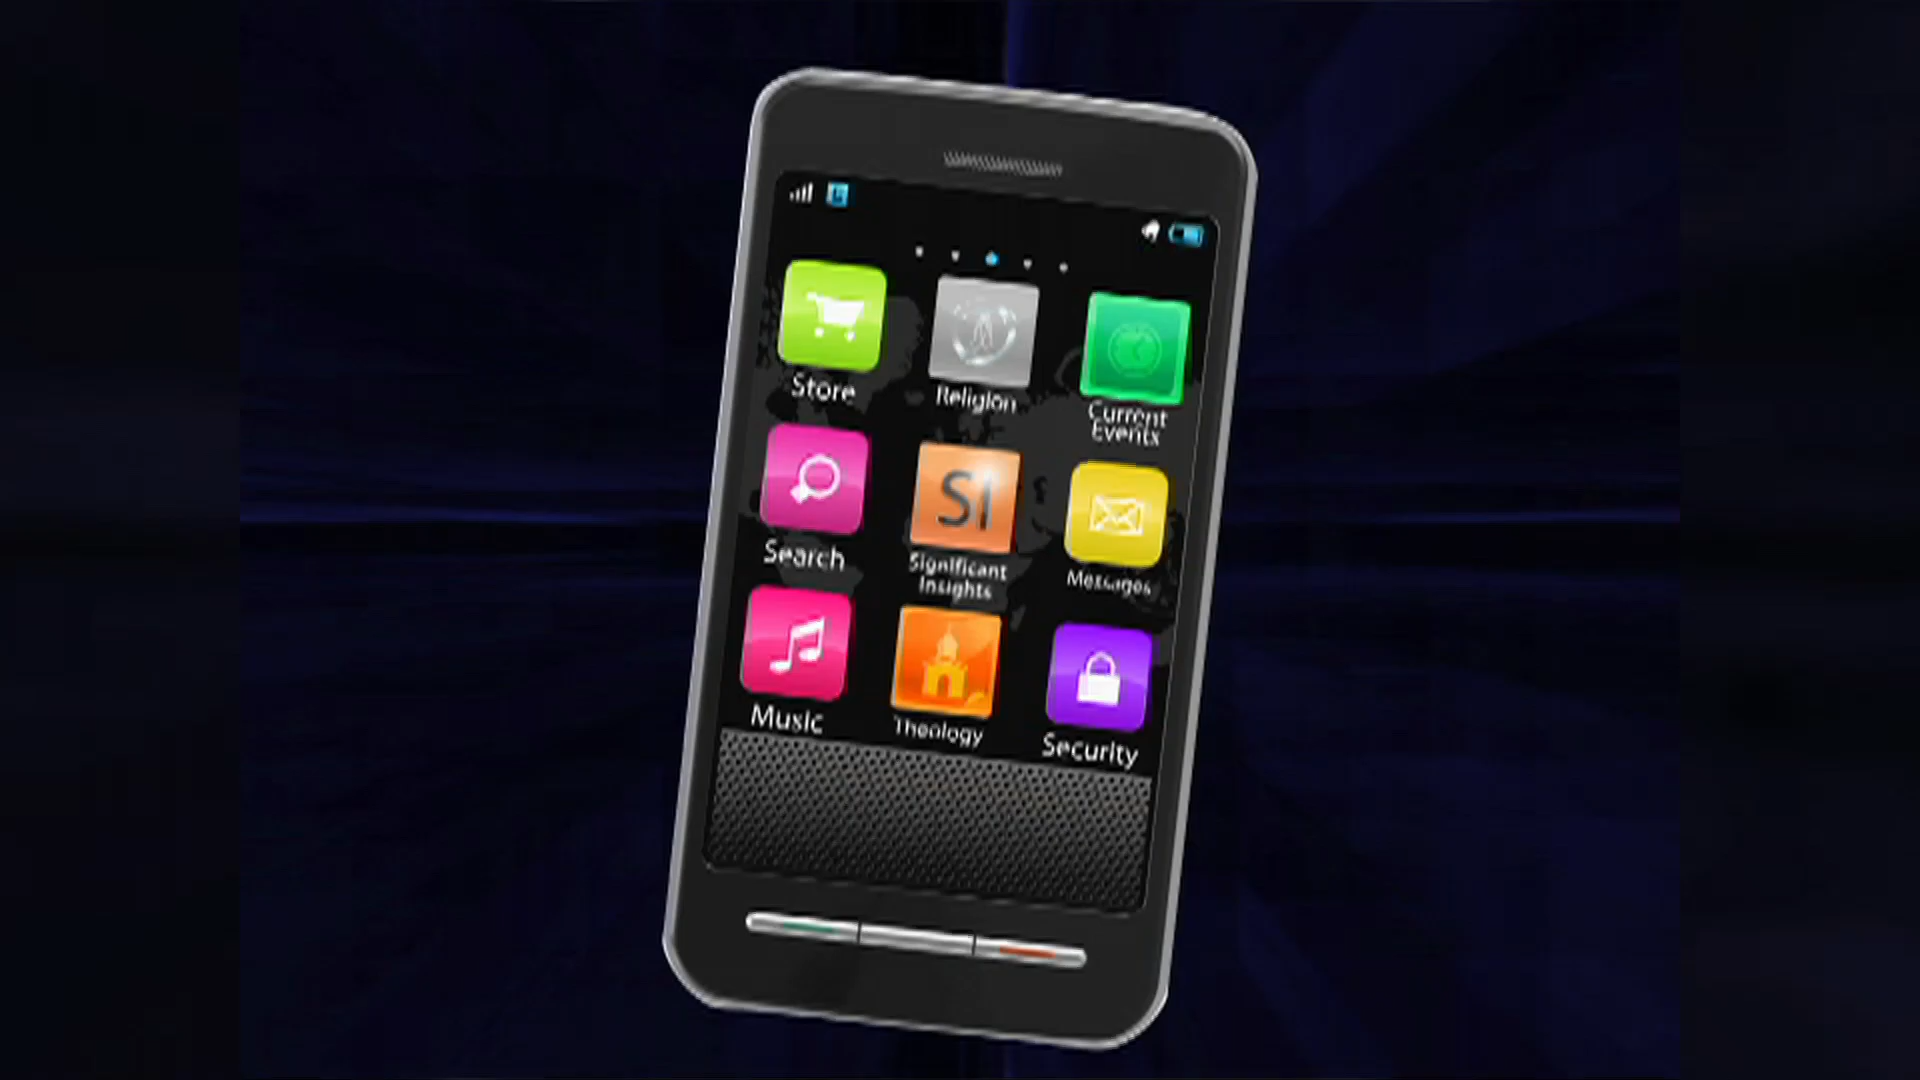 Store
Religion
Current
Events
Search
SI
Significant
Insights
Messages
Music
Theology
Security